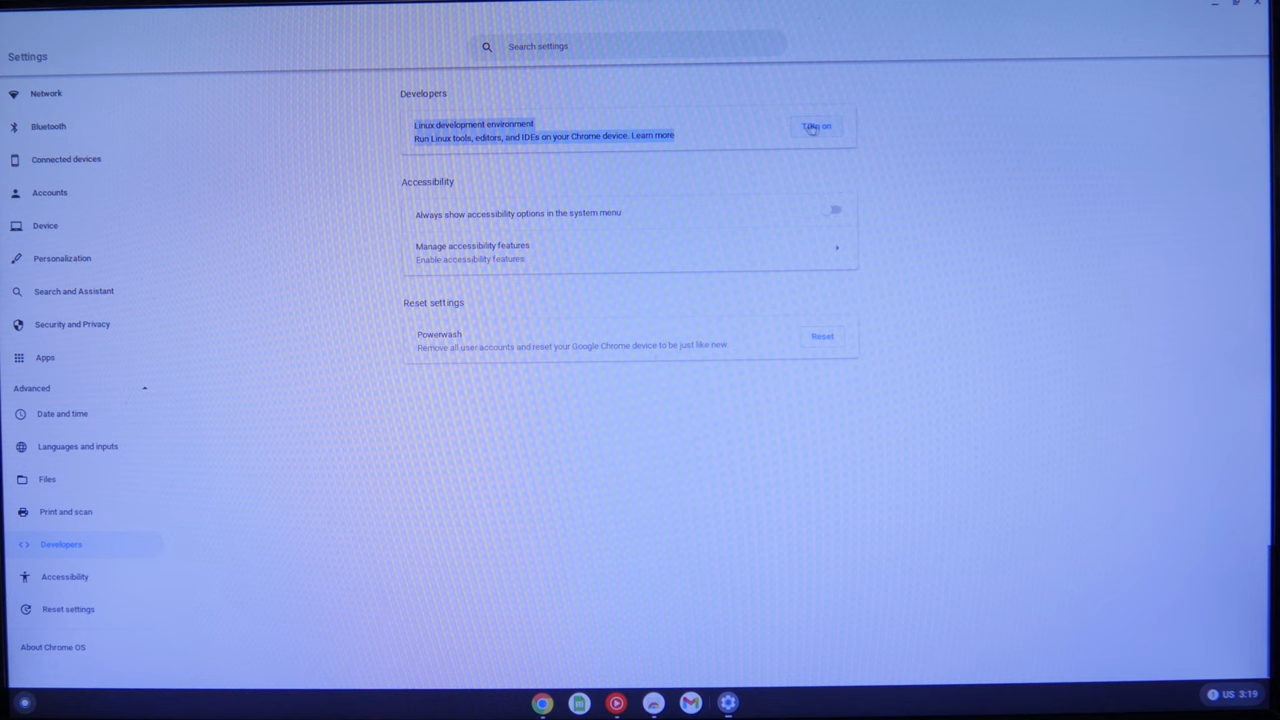 Settings
Search settings
Network
Bluetooth
Connected devices
Accounts
Device
Personalization
Search and Assistant
Security and Privacy
Apps
Advanced
Date and time
Languages and inputs
Files
Print and scan
Developers
Accessibility
Reset settings
About Chrome OS
Developers
Linux development environment
Run Linux tools, editors, and IDEs on your Chrome device. Learn more
Turn on
Accessibility
Always show accessibility options in the system menu
Manage accessibility features
Enable accessibility features
Reset settings
Powerwash
Remove all user accounts and reset your Google Chrome device to be just like new.
Reset
1 US 3:19